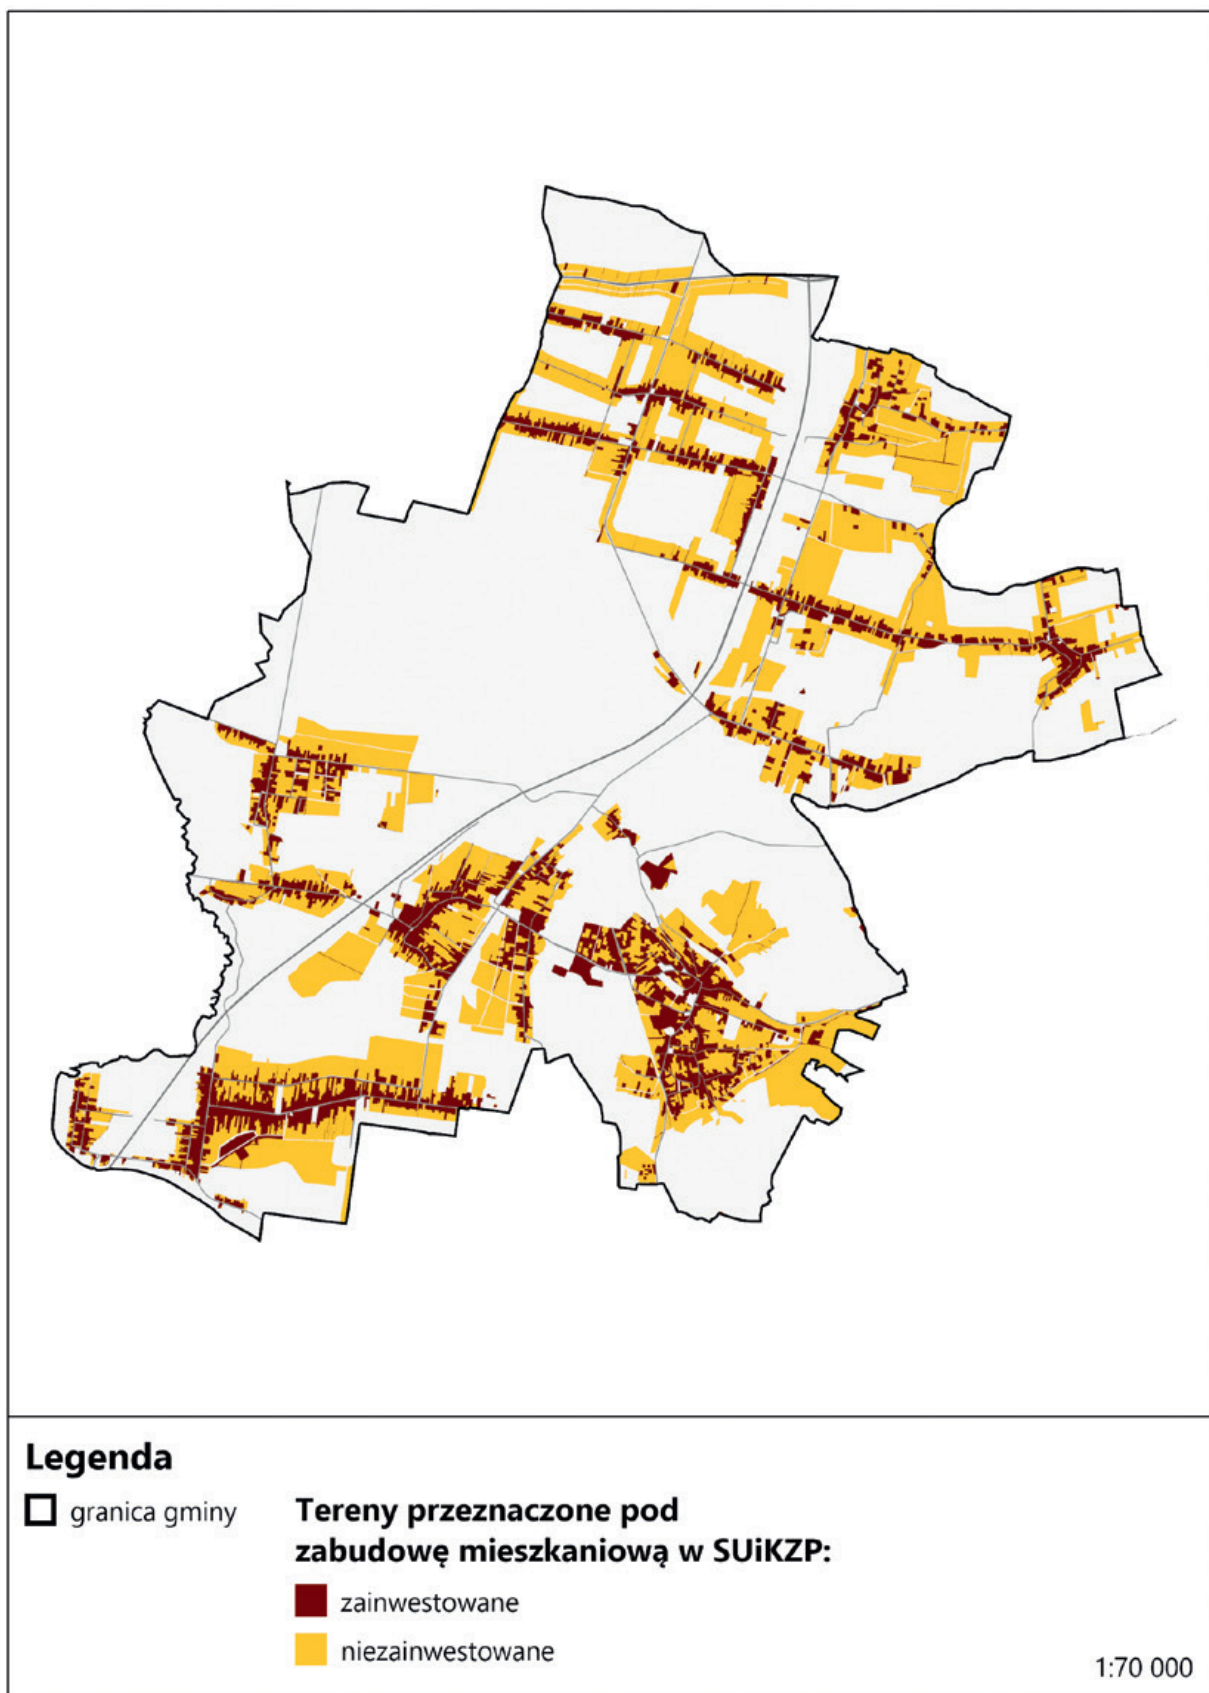 Legenda
granica gminy
Tereny przeznaczone pod
zabudowę mieszkaniową w SUiKZP:
zainwestowane
niezainwestowane
1:70 000